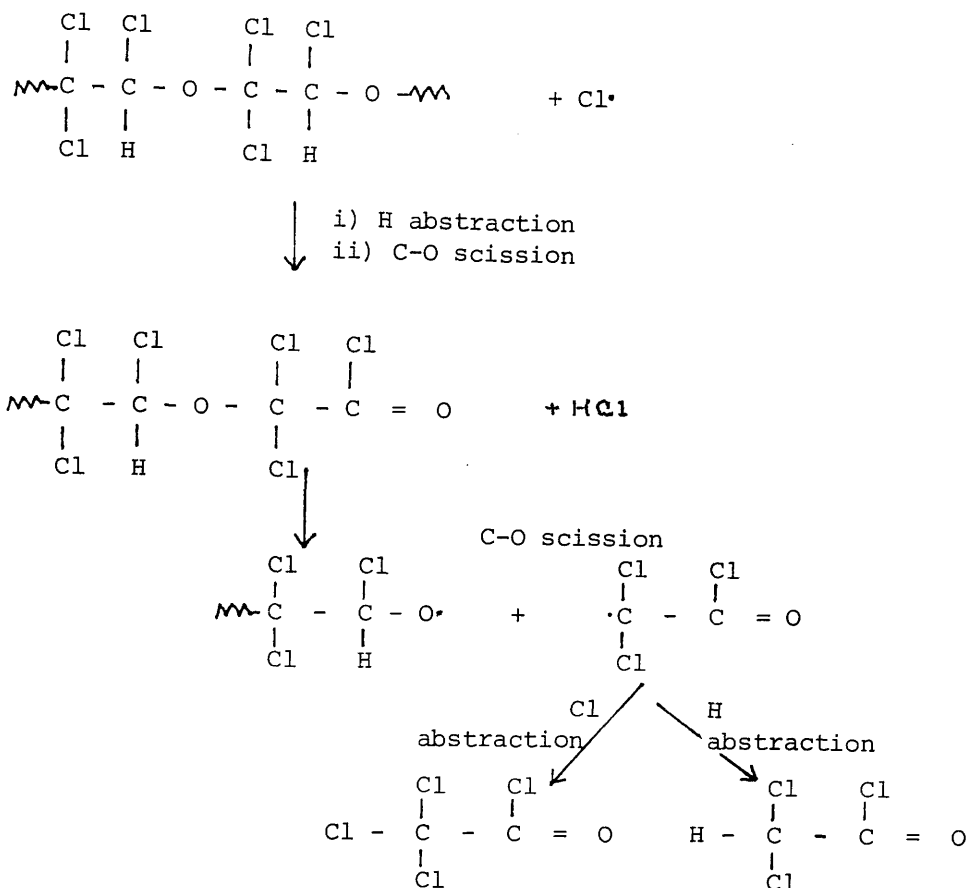 Cl Cl Cl Cl
C - C - O - C - C - O + Cl•
Cl H Cl H
i) H abstraction
ii) C-O scission
Cl Cl Cl Cl
C - C - O - C - C = O + HCl
Cl H Cl
C-O scission
Cl Cl Cl Cl
C - C - O• + •C - C = O
Cl H Cl
Cl H
abstraction abstraction
Cl Cl Cl Cl
Cl - C - C = O H - C - C = O
Cl Cl